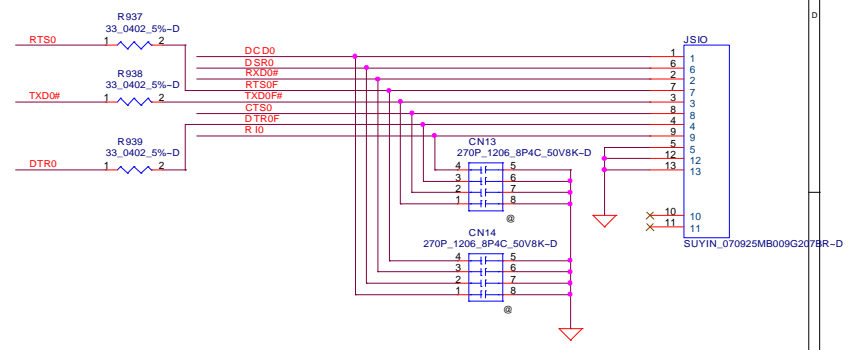 D
R937
33_0402_5%~D
RTS0
1 2
JSIO
DCD0
1 1
DSR0
6 6
RXD0#
2 2
R938
33_0402_5%~D
RTS0F
7 7
TXD0#
1 2
TXD0F#
3 3
CTS0
8 8
DTR0F
4 4
RI0
9 9
R939
33_0402_5%~D
DTR0
1 2
5 5
12 12
13 13
CN13
270P_1206_8P4C_50V8K~D
4 5
3 6
2 7
1 8
@
10 10
11 11
SUYIN_070925MB009G207BR~D
CN14
270P_1206_8P4C_50V8K~D
4 5
3 6
2 7
1 8
@